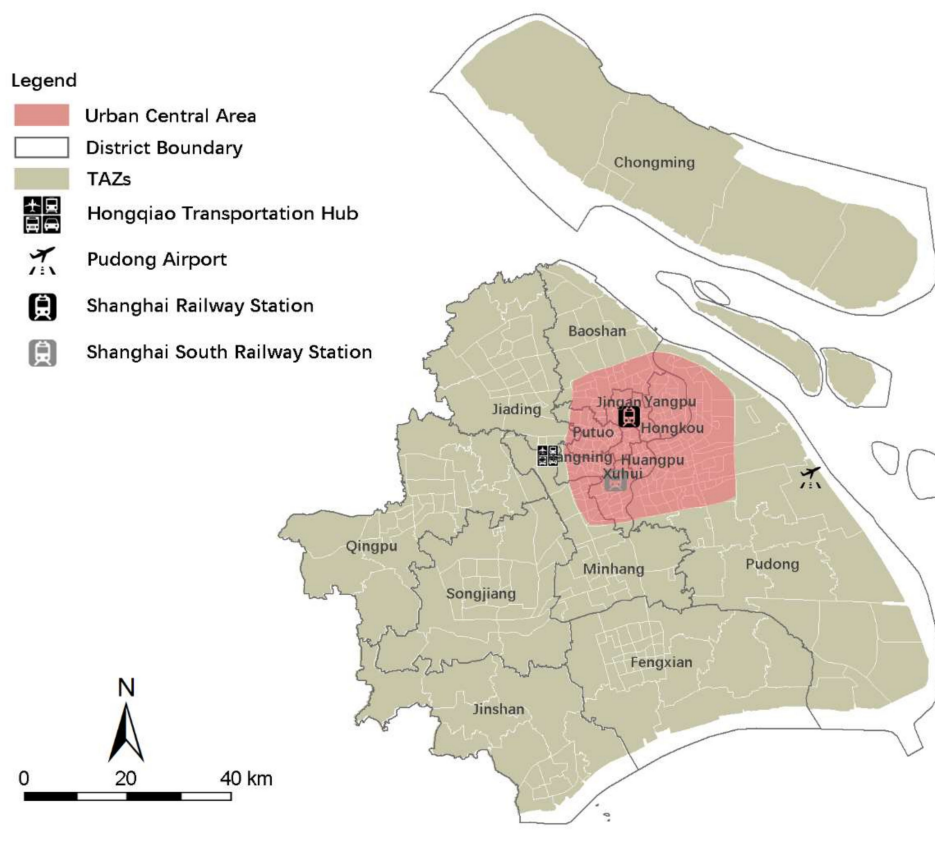 Legend
Urban Central Area
District Boundary
TAZs
Hongqiao Transportation Hub
Pudong Airport
Shanghai Railway Station
Shanghai South Railway Station
Chongming
Baoshan
Jiading
Jingan
Yangpu
Putuo
Hongkou
angning
Huangpu
Xuhui
Qingpu
Songjiang
Minhang
Pudong
Fengxian
Jinshan
N
0 20 40 km